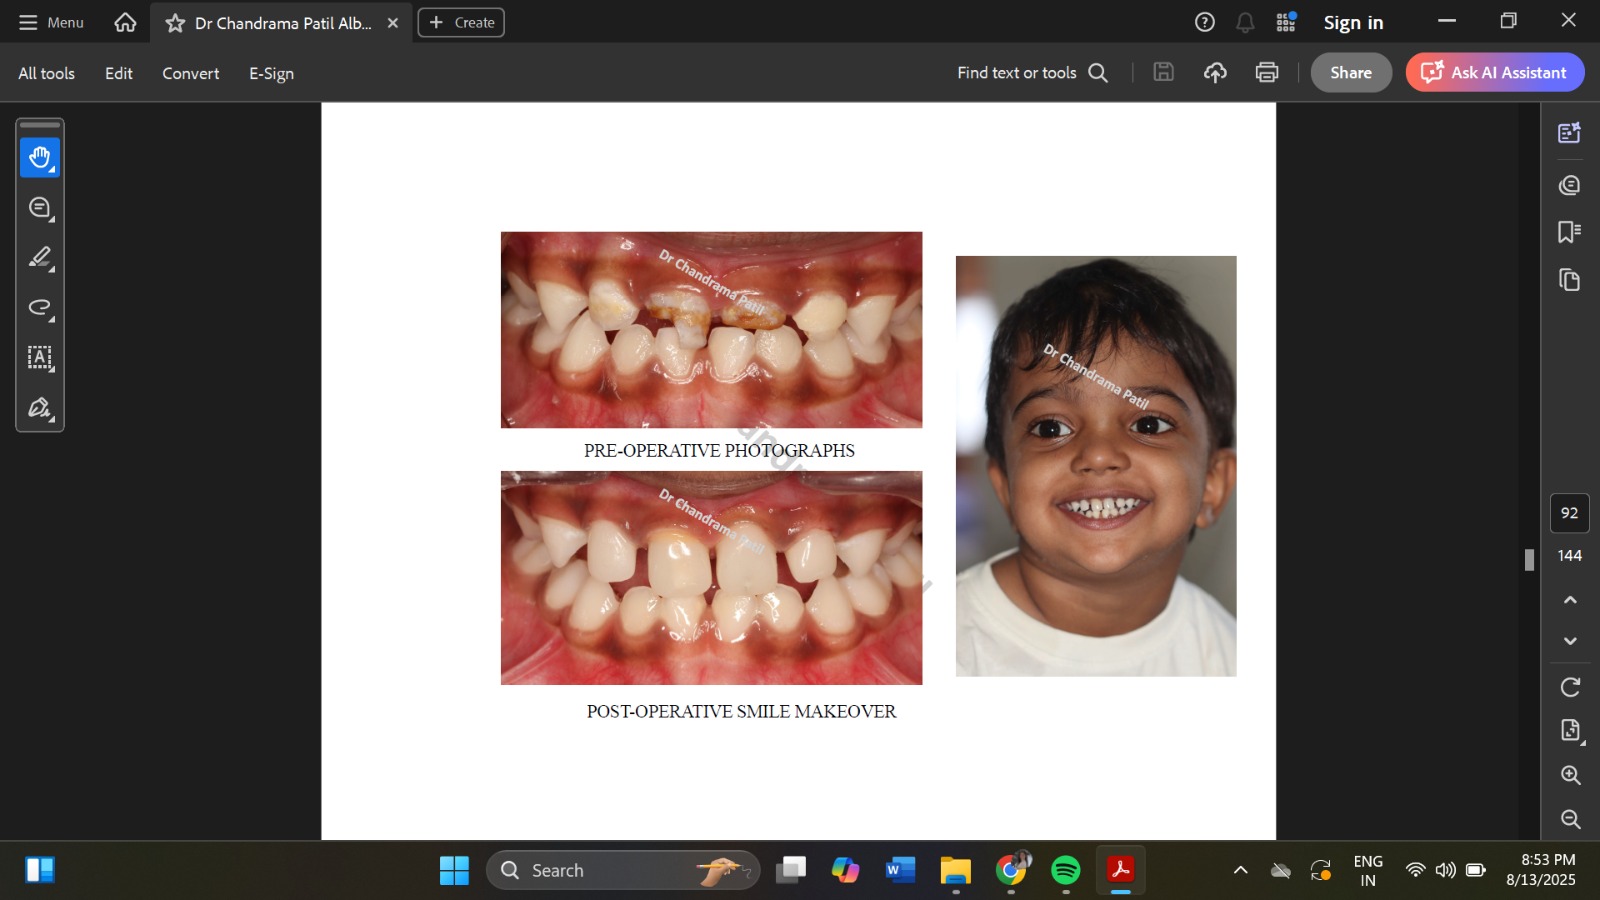 Menu
Dr Chandrama Patil Alb...
Create
Sign in
All tools
Edit
Convert
E-Sign
Find text or tools
Share
Ask AI Assistant
Dr Chandrama Patil
PRE-OPERATIVE PHOTOGRAPHS
Dr Chandrama Patil
Dr Chandrama Patil
POST-OPERATIVE SMILE MAKEOVER
92
144
Search
ENG
IN
8:53 PM
8/13/2025